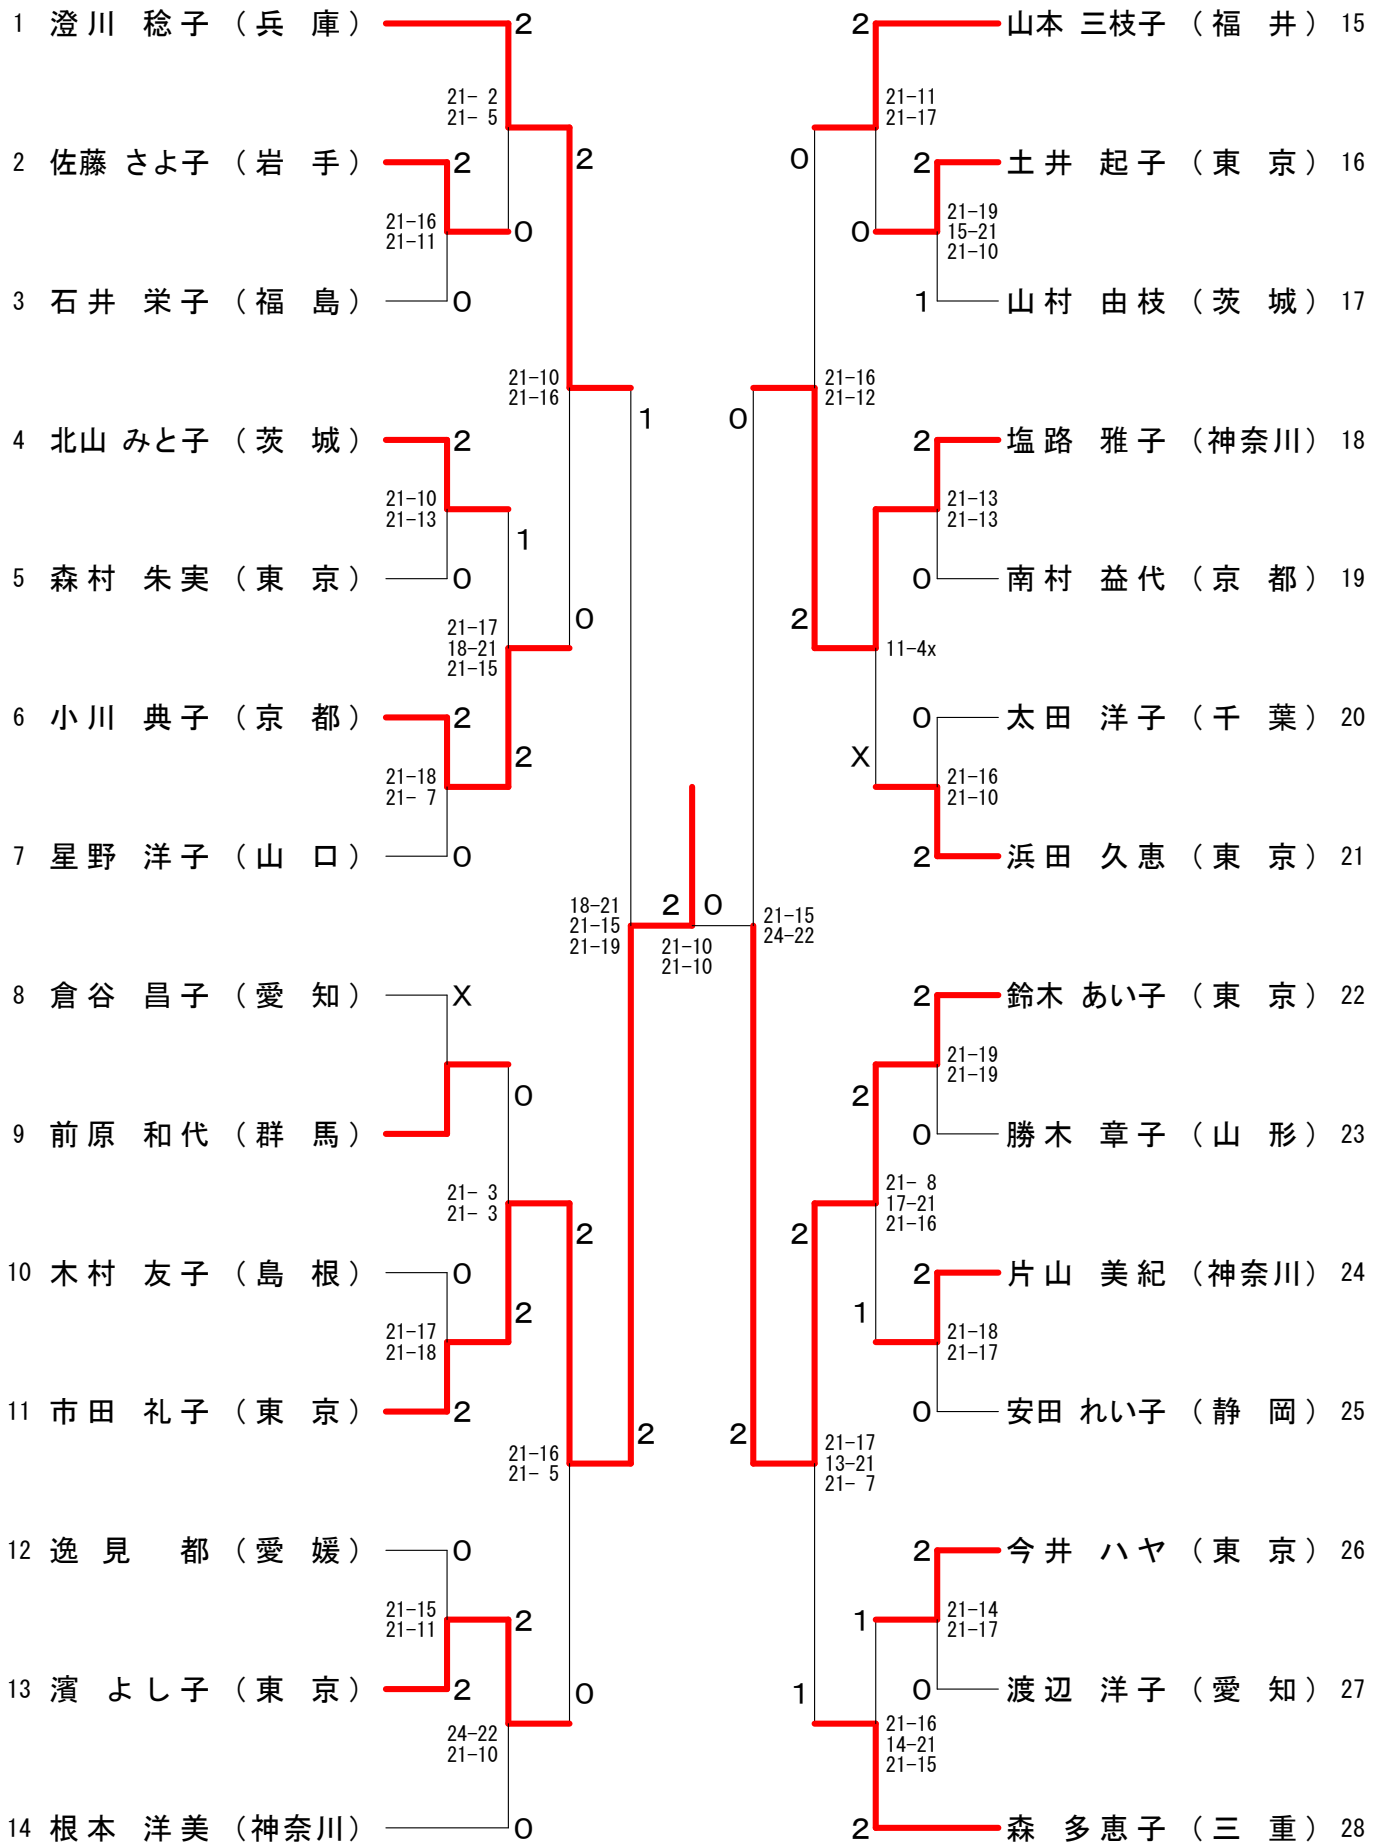 1 澄川 稔子 (兵 庫) 2
21- 2
21- 5
2 佐藤 さよ子 (岩 手) 2
2
21-16
21-11
0
3 石井 栄子 (福 島) 0
21-10
21-16
1
4 北山 みと子 (茨 城) 2
21-10
21-13
1
5 森村 朱実 (東 京) 0
0
21-17
18-21
21-15
6 小川 典子 (京 都) 2
2
21-18
21- 7
7 星野 洋子 (山 口) 0
18-21
21-15
21-19
2 0
21-10
21-10
8 倉谷 昌子 (愛 知) X
0
9 前原 和代 (群 馬)
21- 3
21- 3
2
10 木村 友子 (島 根) 0
2
21-17
21-18
11 市田 礼子 (東 京) 2
2
21-16
21- 5
12 逸見 都 (愛 媛) 0
21-15
21-11
2
13 濱 よし子 (東 京) 2
0
24-22
21-10
14 根本 洋美 (神奈川) 0
2 山本 三枝子 (福 井) 15
21-11
21-17
0
2 土井 起子 (東 京) 16
21-19
15-21
21-10
0
1 山村 由枝 (茨 城) 17
21-16
21-12
0
2 塩路 雅子 (神奈川) 18
21-13
21-13
0 南村 益代 (京 都) 19
2
11-4x
0 太田 洋子 (千 葉) 20
X
21-16
21-10
2 浜田 久恵 (東 京) 21
21-15
24-22
2 鈴木 あい子 (東 京) 22
21-19
21-19
2
0 勝木 章子 (山 形) 23
21- 8
17-21
21-16
2
2 片山 美紀 (神奈川) 24
1
21-18
21-17
0 安田 れい子 (静 岡) 25
2
21-17
13-21
21- 7
2 今井 ハヤ (東 京) 26
21-14
21-17
1
0 渡辺 洋子 (愛 知) 27
1
21-16
14-21
21-15
2 森 多恵子 (三 重) 28